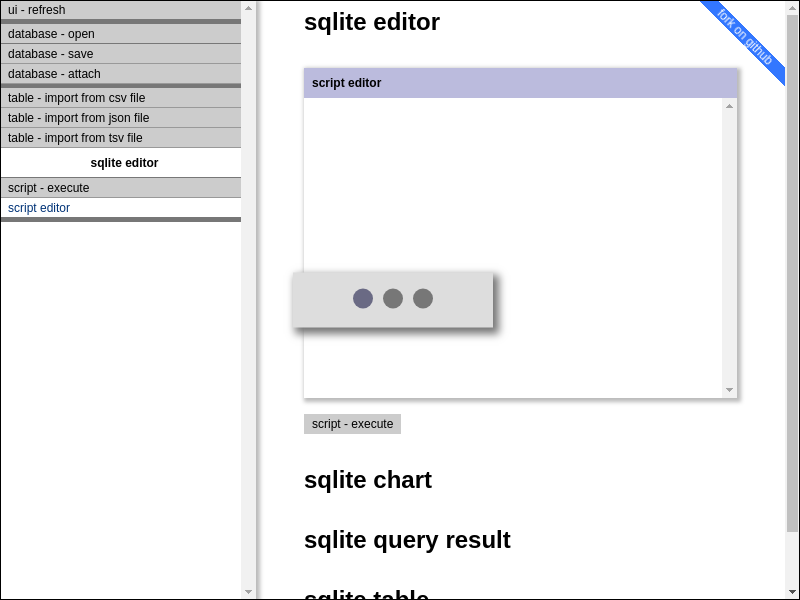 ui - refresh
database - open
database - save
database - attach
table - import from csv file
table - import from json file
table - import from tsv file
sqlite editor
script - execute
script editor
sqlite editor
fork on github
script editor
script - execute
sqlite chart
sqlite query result
sqlite table